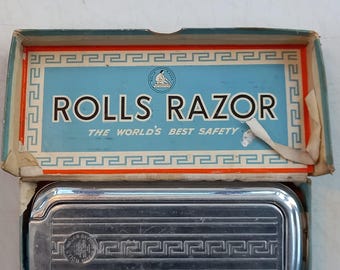 ROLLS RAZOR
THE WORLD'S BEST SAFETY